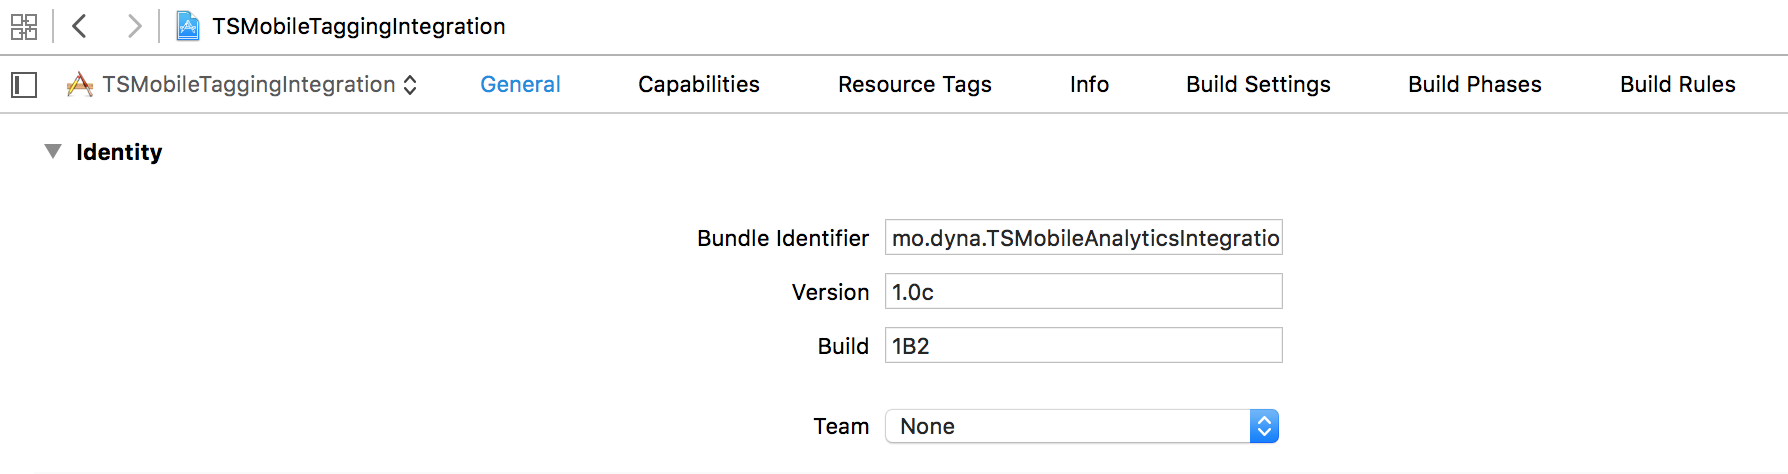 TSMobileTaggingIntegration
TSMobileTaggingIntegration General Capabilities Resource Tags Info Build Settings Build Phases Build Rules
Identity
Bundle Identifier mo.dyna.TSMobileAnalyticsIntegratio
Version 1.0c
Build 1B2
Team None